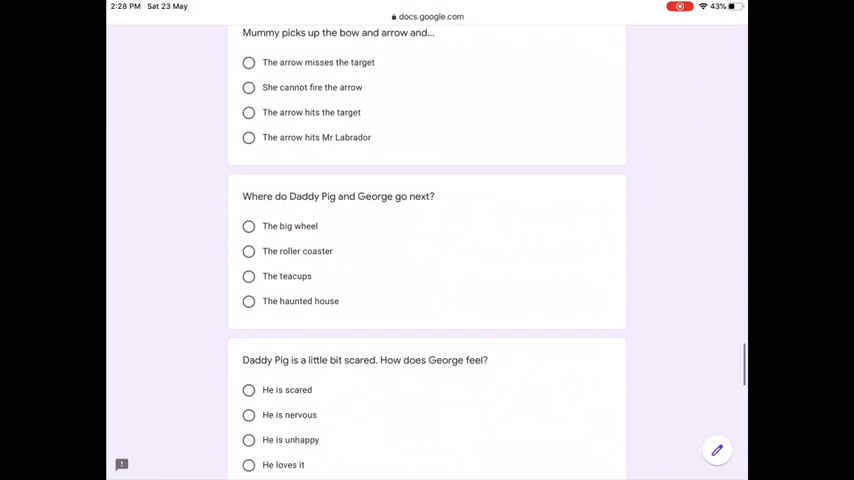 2:28 PM Sat 23 May
43%
docs.google.com
Mummy picks up the bow and arrow and...
The arrow misses the target
She cannot fire the arrow
The arrow hits the target
The arrow hits Mr Labrador
Where do Daddy Pig and George go next?
The big wheel
The roller coaster
The teacups
The haunted house
Daddy Pig is a little bit scared. How does George feel?
He is scared
He is nervous
He is unhappy
He loves it